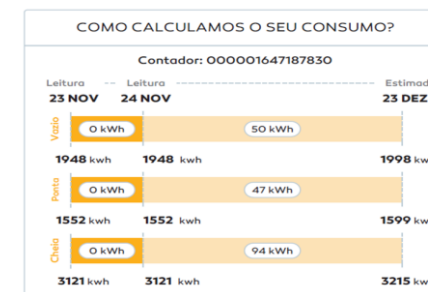 COMO CALCULAMOS O SEU CONSUMO?
Contador: 000001647187830
Leitura -- Leitura Estimad
23 NOV 24 NOV 23 DEZ
Vazio 0 kWh 50 kWh
1948 kwh 1948 kwh 1998 kw
Ponta 0 kWh 47 kWh
1552 kwh 1552 kwh 1599 kw
Cheia 0 kWh 94 kWh
3121 kwh 3121 kwh 3215 kw